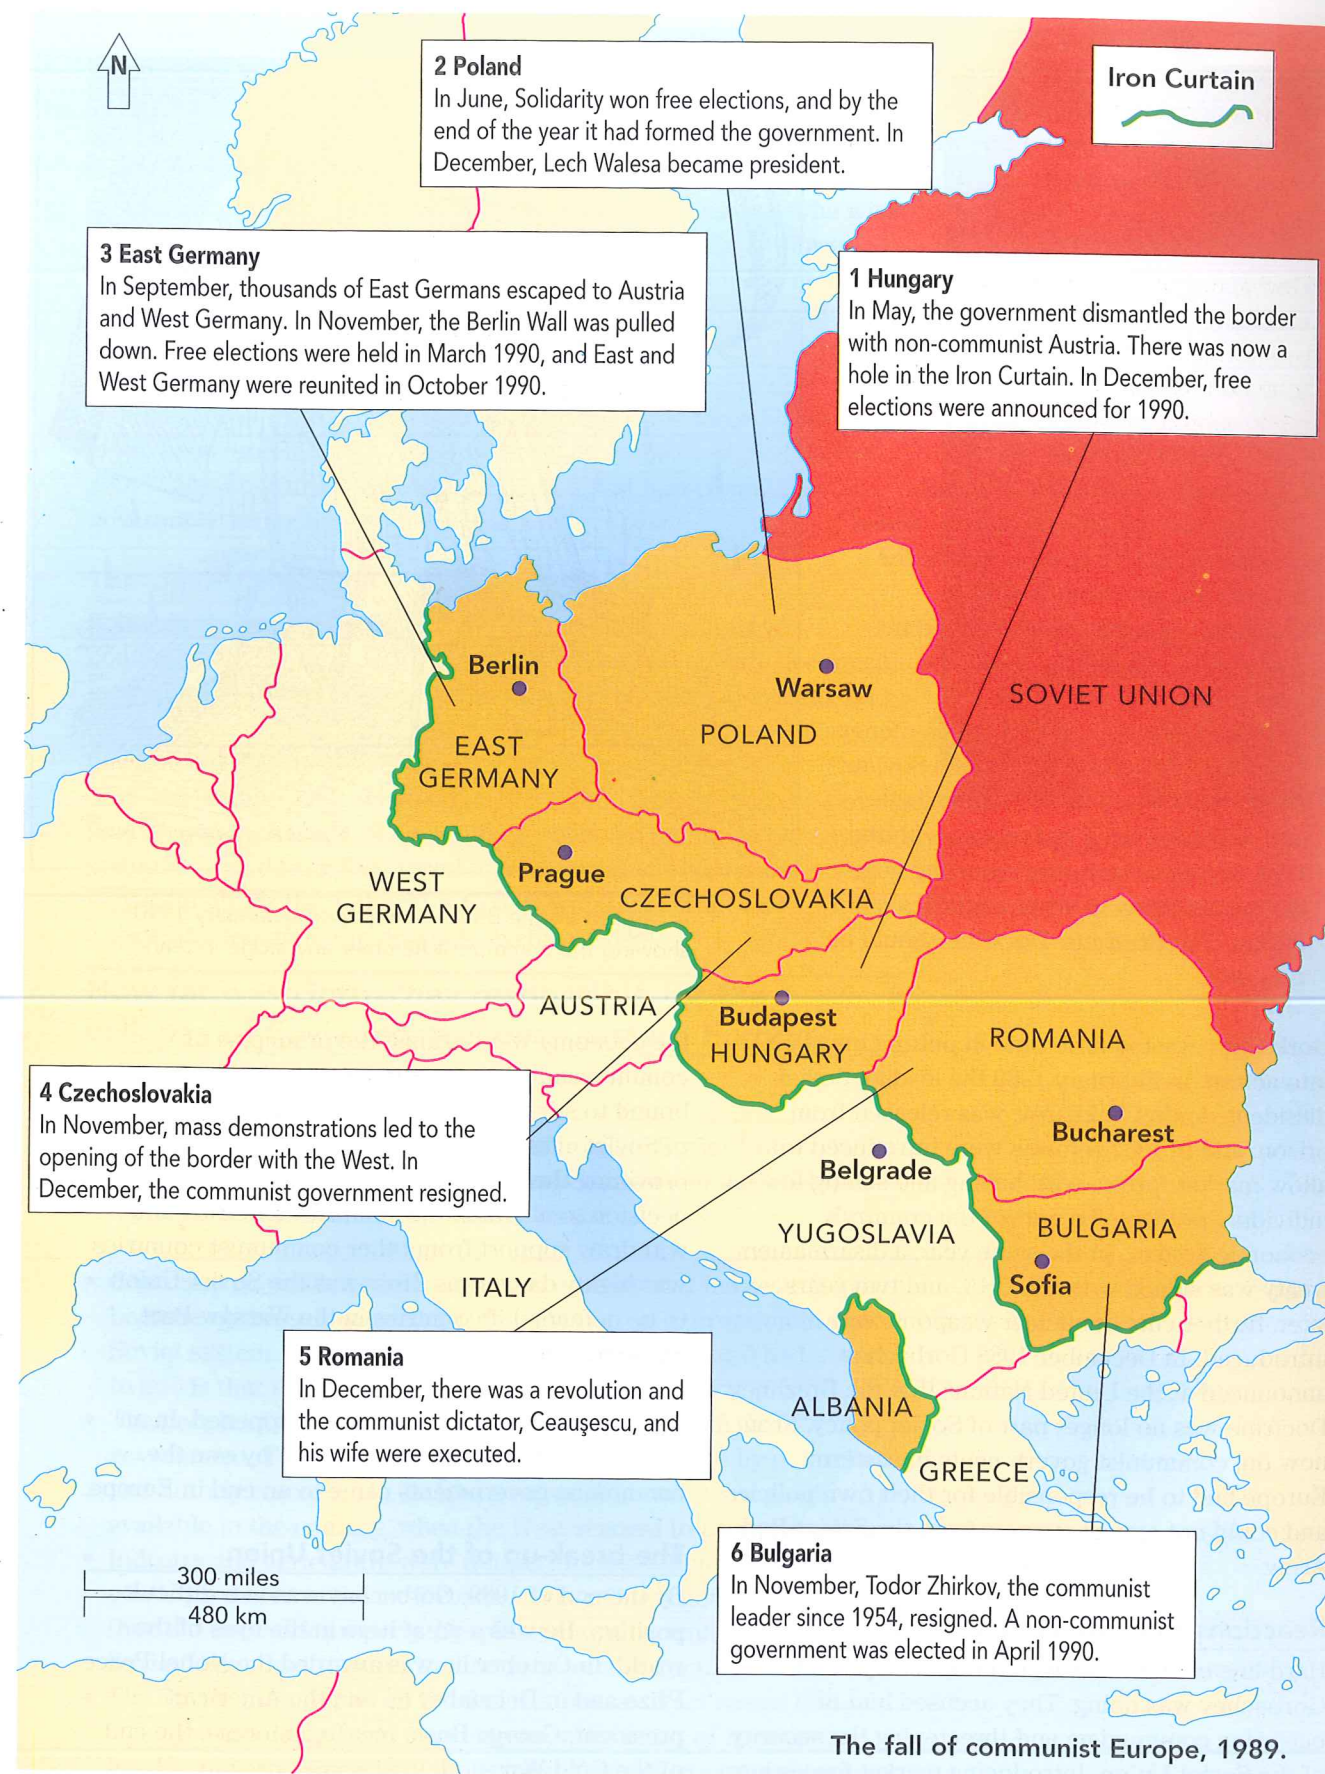 N
2 Poland
In June, Solidarity won free elections, and by the
end of the year it had formed the government. In
December, Lech Walesa became president.
Iron Curtain
3 East Germany
In September, thousands of East Germans escaped to Austria
and West Germany. In November, the Berlin Wall was pulled
down. Free elections were held in March 1990, and East and
West Germany were reunited in October 1990.
1 Hungary
In May, the government dismantled the border
with non-communist Austria. There was now a
hole in the Iron Curtain. In December, free
elections were announced for 1990.
Berlin
Warsaw
SOVIET UNION
POLAND
EAST
GERMANY
Prague
WEST
GERMANY
CZECHOSLOVAKIA
AUSTRIA
Budapest
HUNGARY
ROMANIA
4 Czechoslovakia
In November, mass demonstrations led to the
opening of the border with the West. In
December, the communist government resigned.
Bucharest
Belgrade
YUGOSLAVIA
BULGARIA
Sofia
ITALY
5 Romania
In December, there was a revolution and
the communist dictator, Ceauşescu, and
his wife were executed.
ALBANIA
GREECE
6 Bulgaria
In November, Todor Zhirkov, the communist
leader since 1954, resigned. A non-communist
government was elected in April 1990.
300 miles
480 km
The fall of communist Europe, 1989.